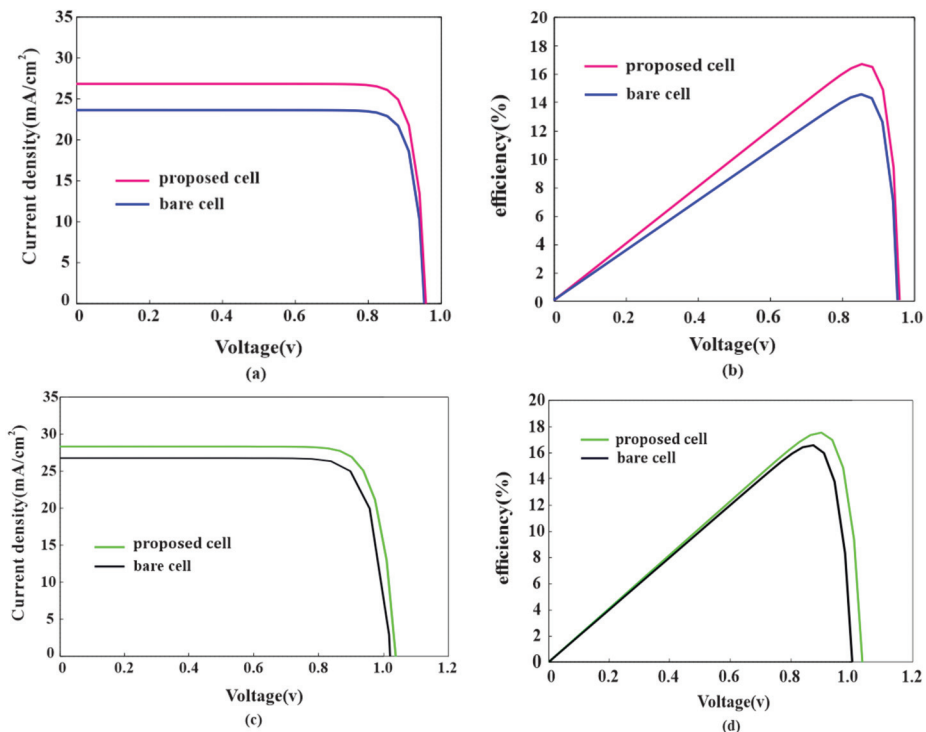 35
30
25
20
15
10
5
0
Current density(mA/cm²)
proposed cell
bare cell
0 0.2 0.4 0.6 0.8 1.0
Voltage(v)
(a)
20
18
16
14
12
10
8
6
4
2
0
efficiency(%)
proposed cell
bare cell
0 0.2 0.4 0.6 0.8 1.0
Voltage(v)
(b)
35
30
25
20
15
10
5
0
Current density(mA/cm²)
proposed cell
bare cell
0 0.2 0.4 0.6 0.8 1.0 1.2
Voltage(v)
(c)
20
18
16
14
12
10
8
6
4
2
0
efficiency(%)
proposed cell
bare cell
0 0.2 0.4 0.6 0.8 1.0 1.2
Voltage(v)
(d)